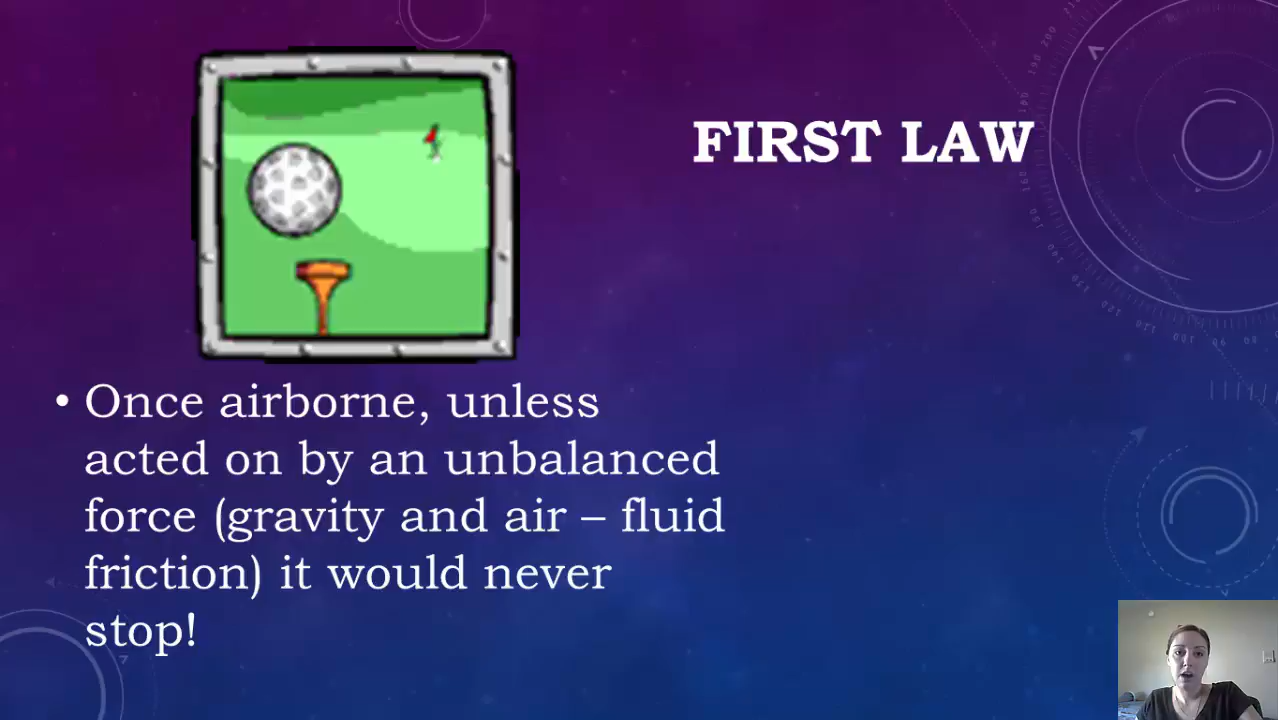 FIRST LAW
• Once airborne, unless
acted on by an unbalanced
force (gravity and air – fluid
friction) it would never
stop!